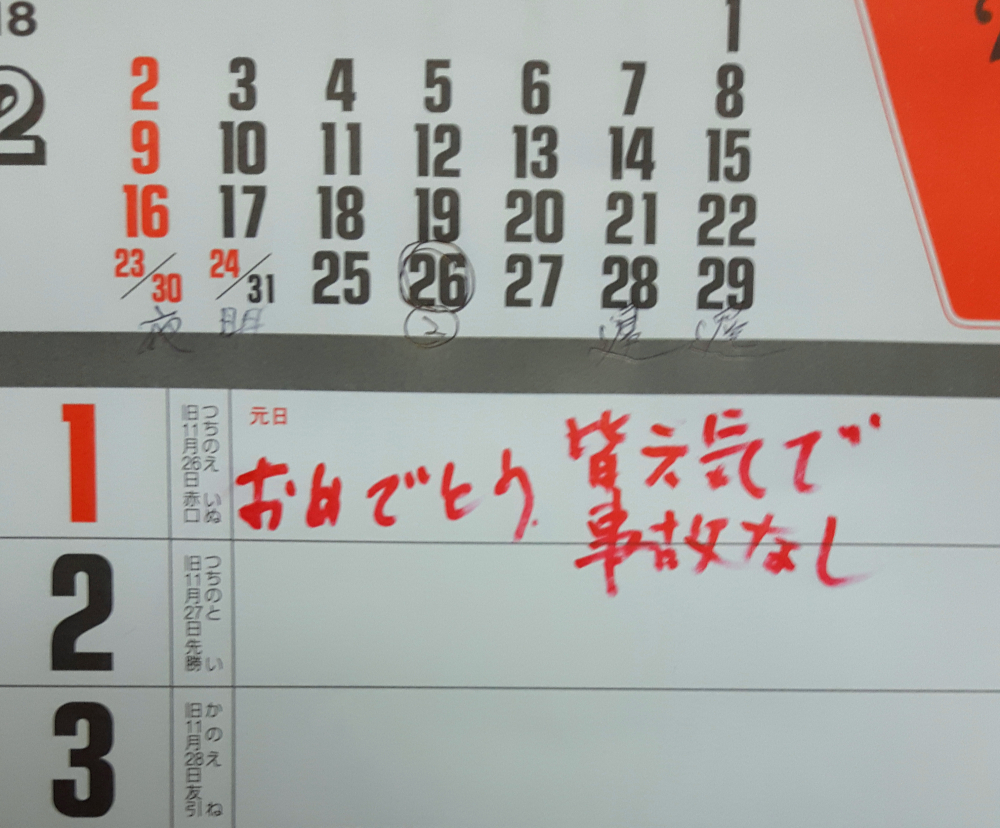 18
2
1
2 3 4 5 6 7 8
9 10 11 12 13 14 15
16 17 18 19 20 21 22
23/30 24/31 25 26 27 28 29
夜 明 2
1
つちのえ いぬ
旧11月26日 赤口
元日
おめでとう 皆元気で
事故なし
2
つちのと い
旧11月27日 先勝
3
かのえ ね
旧11月28日 友引